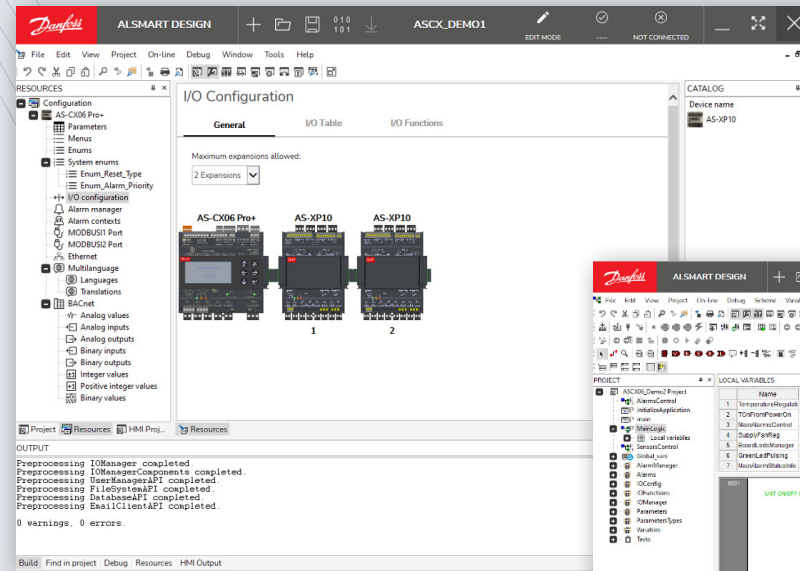 Danfoss
ALSMART DESIGN
010
101
ASCX_DEMO1
EDIT MODE
----
NOT CONNECTED
File Edit View Project On-line Debug Window Tools Help
RESOURCES
Configuration
AS-CX06 Pro+
Parameters
Menus
Enums
System enums
Enum_Reset_Type
Enum_Alarm_Priority
I/O configuration
Alarm manager
Alarm contexts
MODBUSI1 Port
MODBUSI2 Port
Ethernet
Multilanguage
Languages
Translations
BACnet
Analog values
Analog inputs
Analog outputs
Binary inputs
Binary outputs
Integer values
Positive integer values
Binary values
Project Resources HMI Proj...
I/O Configuration
General I/O Table I/O Functions
Maximum expansions allowed:
2 Expansions
AS-CX06 Pro+ AS-XP10 AS-XP10
1 2
Resources
CATALOG
Device name
AS-XP10
OUTPUT
Preprocessing IOManager completed.
Preprocessing IOManagerComponents completed.
Preprocessing UserManagerAPI completed.
Preprocessing FileSystemAPI completed.
Preprocessing DatabaseAPI completed.
Preprocessing EmailClientAPI completed.
0 warnings, 0 errors.
Build Find in project Debug Resources HMI Output
Danfoss
ALSMART DESIGN
File Edit View Project On-line Debug Scheme
PROJECT
ASCX06_Demo2 Project
AlarmsControl
InitializeApplication
main
MainLogic
Local variables
SensorsControl
Global_vars
AlarmManager
Alarms
IOConfig
IOFunctions
IOManager
Parameters
ParametersTypes
Variables
Tasks
LOCAL VARIABLES
Name
1 TemperatureRegulati
2 TOnFromPowerOn
3 MainAlarmsControl
4 SupplyFanReg
5 BoardLedsManager
6 GreenLedPulsing
7 MainAlarmStatusInfo
0001
UNIT ON/OFF